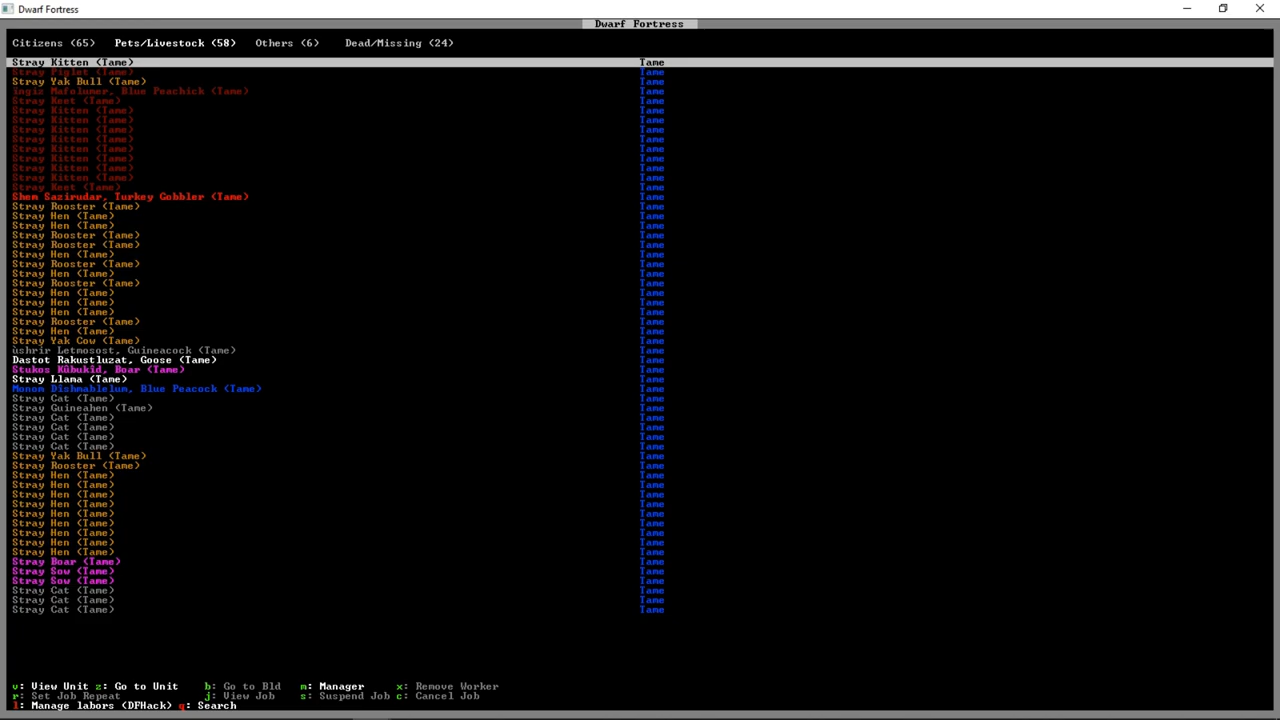 Dwarf Fortress
Dwarf Fortress
Citizens (65) Pets/Livestock (58) Others (6) Dead/Missing (24)
Stray Kitten (Tame) Tame
Stray Piglet (Tame) Tame
Stray Yak Bull (Tame) Tame
Ingis Mafolumer, Blue Peachick (Tame) Tame
Stray Keet (Tame) Tame
Stray Kitten (Tame) Tame
Stray Kitten (Tame) Tame
Stray Kitten (Tame) Tame
Stray Kitten (Tame) Tame
Stray Kitten (Tame) Tame
Stray Kitten (Tame) Tame
Stray Kitten (Tame) Tame
Stray Kitten (Tame) Tame
Stray Keet (Tame) Tame
Shem Sazirudar, Turkey Gobbler (Tame) Tame
Stray Rooster (Tame) Tame
Stray Hen (Tame) Tame
Stray Hen (Tame) Tame
Stray Rooster (Tame) Tame
Stray Rooster (Tame) Tame
Stray Hen (Tame) Tame
Stray Rooster (Tame) Tame
Stray Hen (Tame) Tame
Stray Rooster (Tame) Tame
Stray Hen (Tame) Tame
Stray Hen (Tame) Tame
Stray Hen (Tame) Tame
Stray Rooster (Tame) Tame
Stray Hen (Tame) Tame
Stray Yak Cow (Tame) Tame
ùshrir Letmosost, Guineacock (Tame) Tame
Dastot Rakustluzat, Goose (Tame) Tame
Stukos Kûbukîd, Boar (Tame) Tame
Stray Llama (Tame) Tame
Monom Dîshmablelum, Blue Peacock (Tame) Tame
Stray Cat (Tame) Tame
Stray Guineahen (Tame) Tame
Stray Cat (Tame) Tame
Stray Cat (Tame) Tame
Stray Cat (Tame) Tame
Stray Cat (Tame) Tame
Stray Yak Bull (Tame) Tame
Stray Rooster (Tame) Tame
Stray Hen (Tame) Tame
Stray Hen (Tame) Tame
Stray Hen (Tame) Tame
Stray Hen (Tame) Tame
Stray Hen (Tame) Tame
Stray Hen (Tame) Tame
Stray Hen (Tame) Tame
Stray Hen (Tame) Tame
Stray Hen (Tame) Tame
Stray Boar (Tame) Tame
Stray Sow (Tame) Tame
Stray Sow (Tame) Tame
Stray Cat (Tame) Tame
Stray Cat (Tame) Tame
Stray Cat (Tame) Tame
v: View Unit z: Go to Unit b: Go to Bld m: Manager x: Remove Worker
r: Set Job Repeat j: View Job s: Suspend Job c: Cancel Job
l: Manage labors (DFHack) q: Search